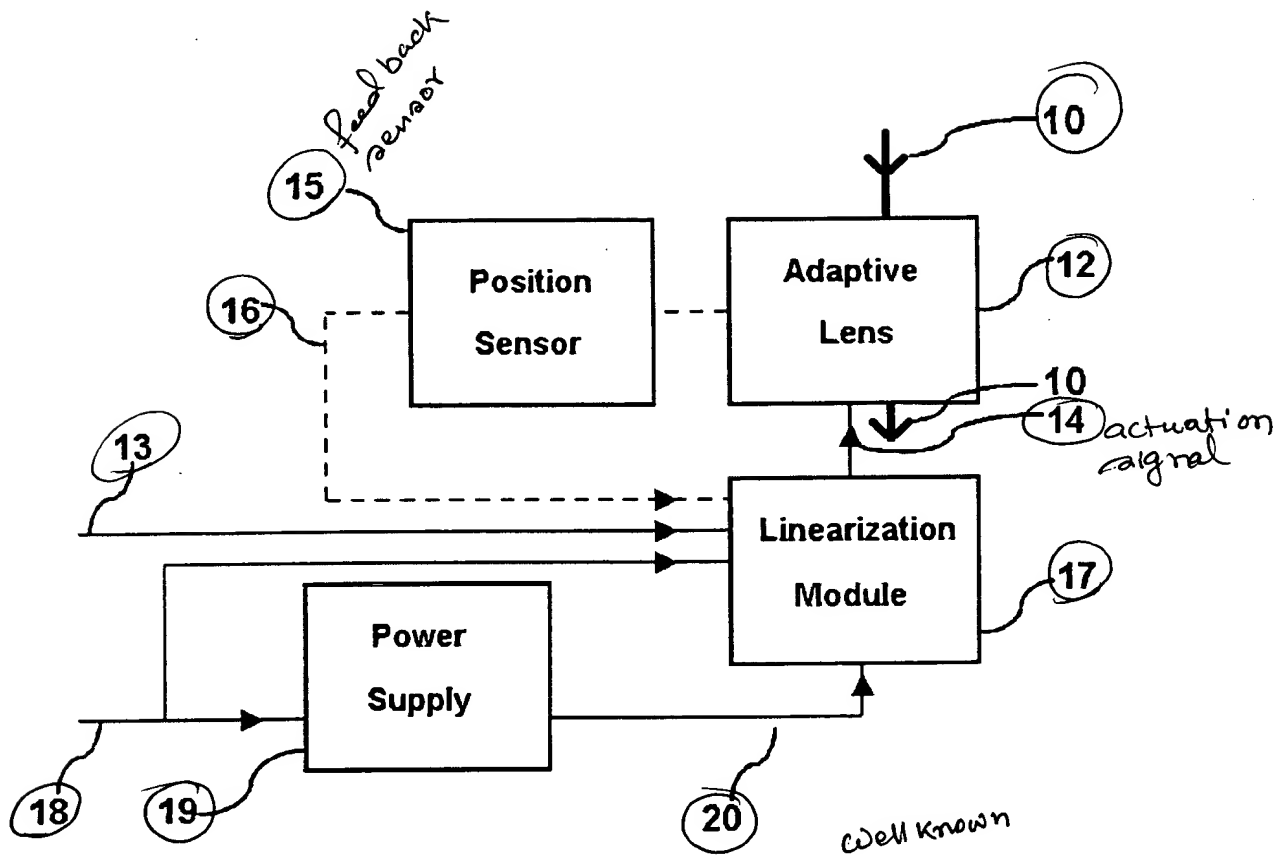 feed back
sensor
10
15
Position
Sensor
Adaptive
Lens
12
16
10
14 actuation
signal
13
Linearization
Module
17
Power
Supply
18
19
20
well known